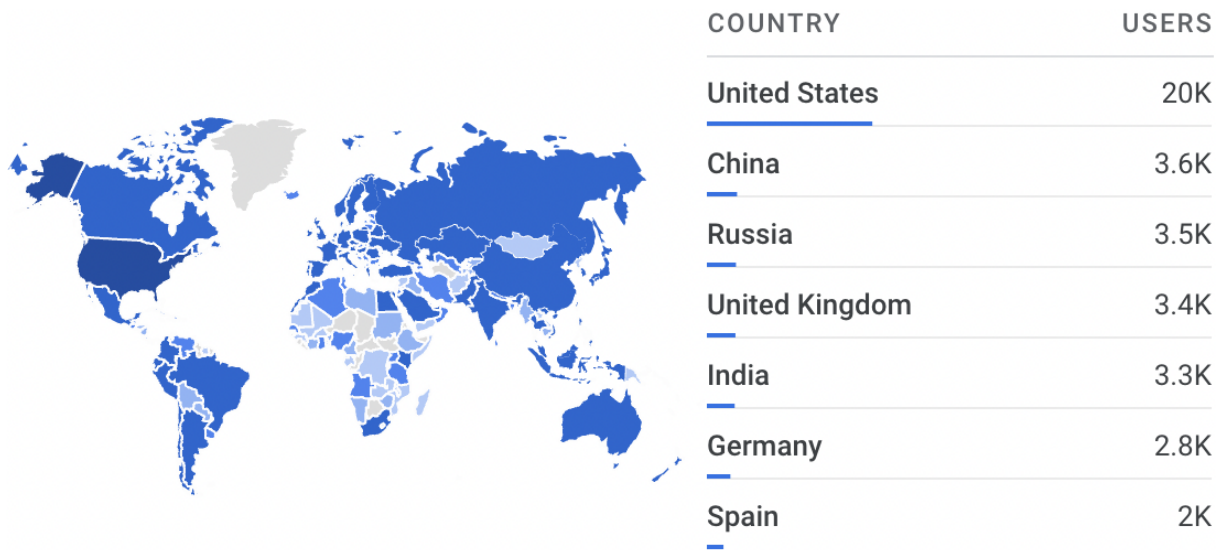 COUNTRY USERS
United States 20K
China 3.6K
Russia 3.5K
United Kingdom 3.4K
India 3.3K
Germany 2.8K
Spain 2K